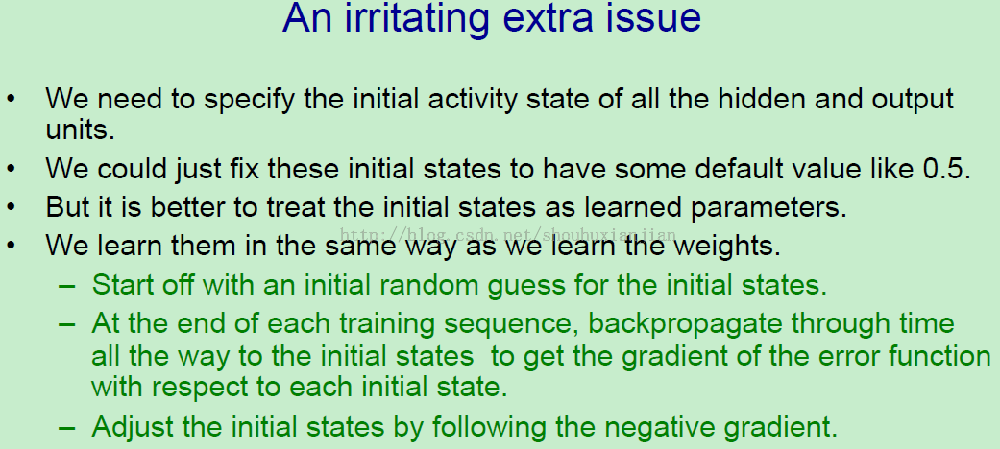 An irritating extra issue
• We need to specify the initial activity state of all the hidden and output
units.
• We could just fix these initial states to have some default value like 0.5.
• But it is better to treat the initial states as learned parameters.
http://blog.csdn.net/shouhuxianjian
• We learn them in the same way as we learn the weights.
– Start off with an initial random guess for the initial states.
– At the end of each training sequence, backpropagate through time
all the way to the initial states to get the gradient of the error function
with respect to each initial state.
– Adjust the initial states by following the negative gradient.